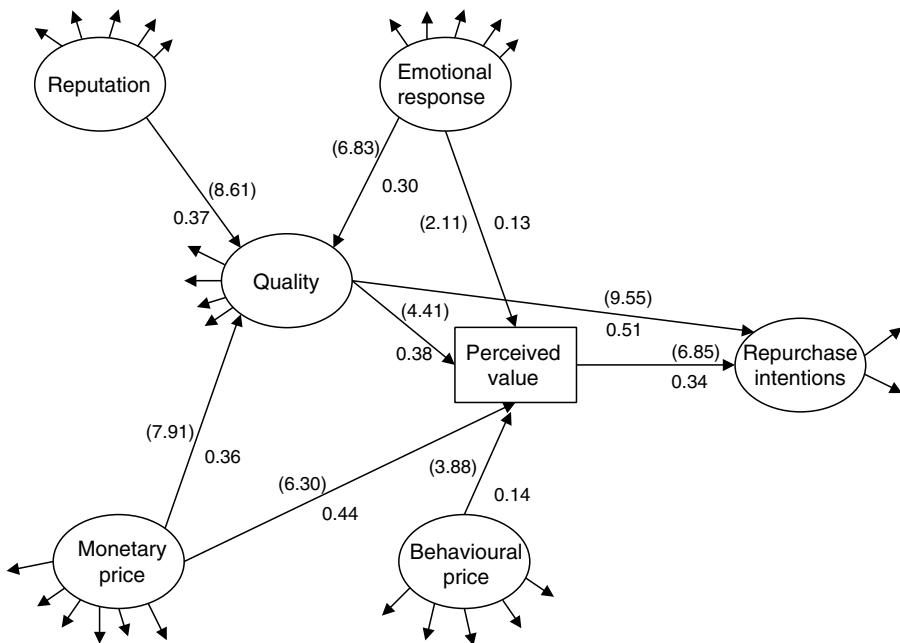 Reputation
Emotional
response
(8.61)
0.37
(6.83)
0.30
(2.11)
0.13
Quality
(4.41)
0.38
(9.55)
0.51
Perceived
value
(6.85)
0.34
Repurchase
intentions
(7.91)
0.36
(6.30)
0.44
(3.88)
0.14
Monetary
price
Behavioural
price